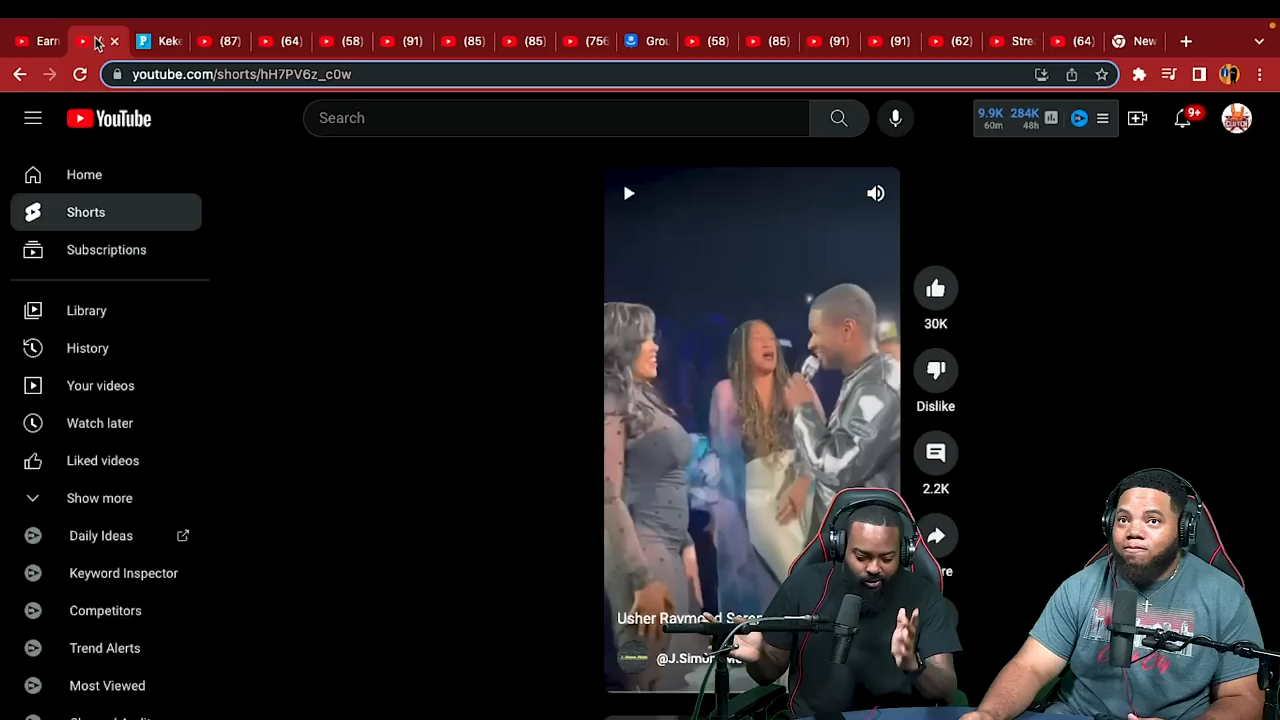 Earn
Keke
(87)
(64)
(58)
(91)
(85)
(85)
(756
Grou
(58)
(85)
(91)
(91)
(62)
Stre
(64)
New
youtube.com/shorts/hH7PV6z_c0w
YouTube
Search
9.9K 284K
60m 48h
9+
Home
Shorts
Subscriptions
Library
History
Your videos
Watch later
Liked videos
Show more
Daily Ideas
Keyword Inspector
Competitors
Trend Alerts
Most Viewed
30K
Dislike
2.2K
Usher Raymond
@J.Simon